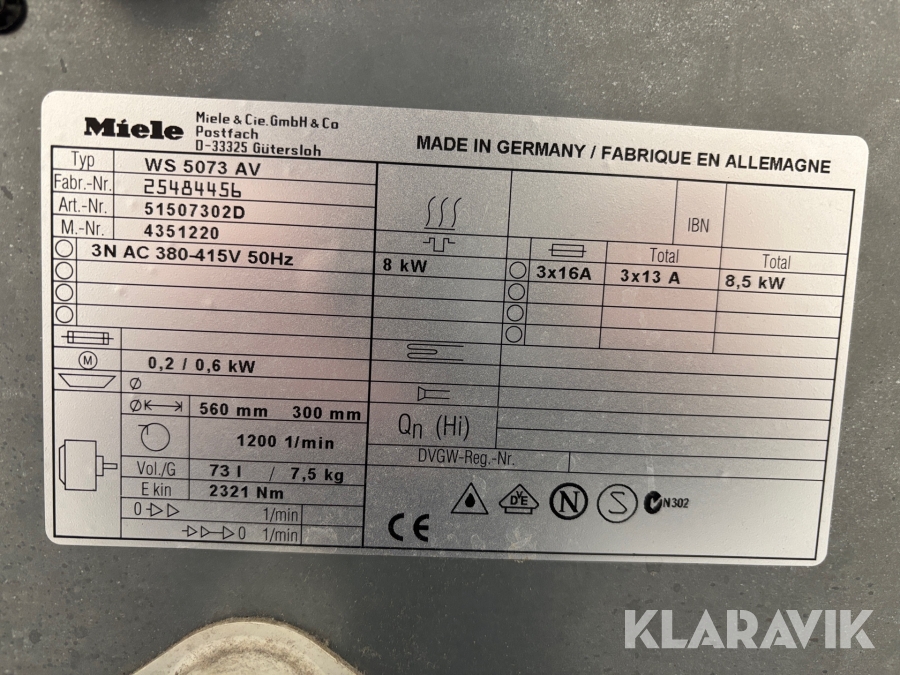 Miele
Miele & Cie. GmbH & Co
Postfach
D-33325 Gütersloh
MADE IN GERMANY / FABRIQUE EN ALLEMAGNE
Typ WS 5073 AV
Fabr.-Nr. 25484456
Art.-Nr. 51507302D
M.-Nr. 4351220
3N AC 380-415V 50Hz
IBN
Total Total
8 kW 3x16A 3x13 A 8,5 kW
M 0,2 / 0,6 kW
Ø
Ø 560 mm 300 mm
1200 1/min
Vol./G 73 l / 7,5 kg
E kin 2321 Nm
0 1/min
0 1/min
Qn (Hi)
DVGW-Reg.-Nr.
CE
VDE
N
S
N302
KLARAVIK